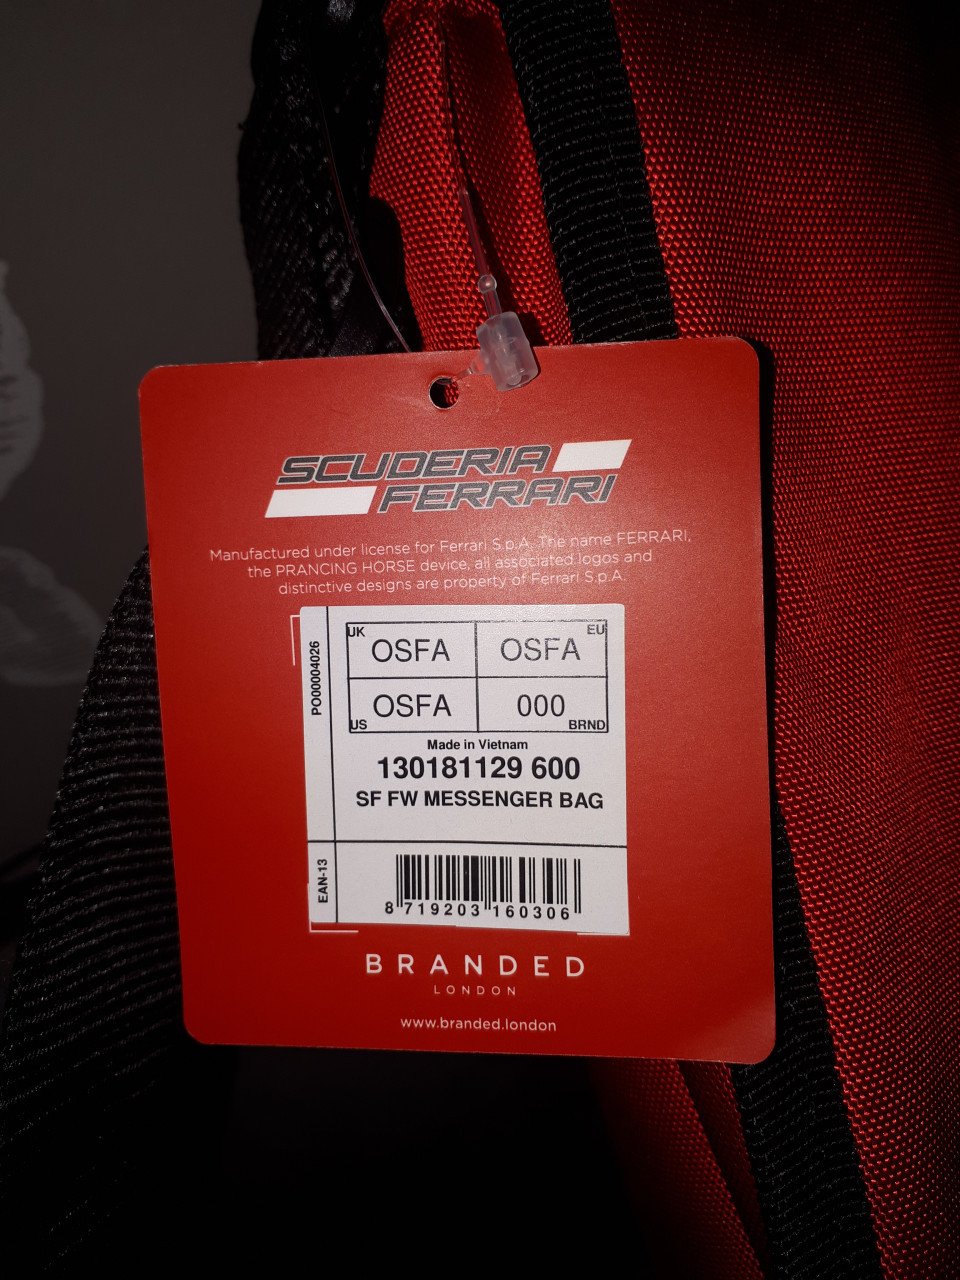 SCUDERIA
FERRARI
Manufactured under license for Ferrari S.p.A. The name FERRARI,
the PRANCING HORSE device, all associated logos and
distinctive designs are property of Ferrari S.p.A.
PO00004026
UK OSFA OSFA EU
US OSFA 000 BRND
Made in Vietnam
130181129 600
SF FW MESSENGER BAG
EAN-13
8 719203 160306
BRANDED
LONDON
www.branded.london